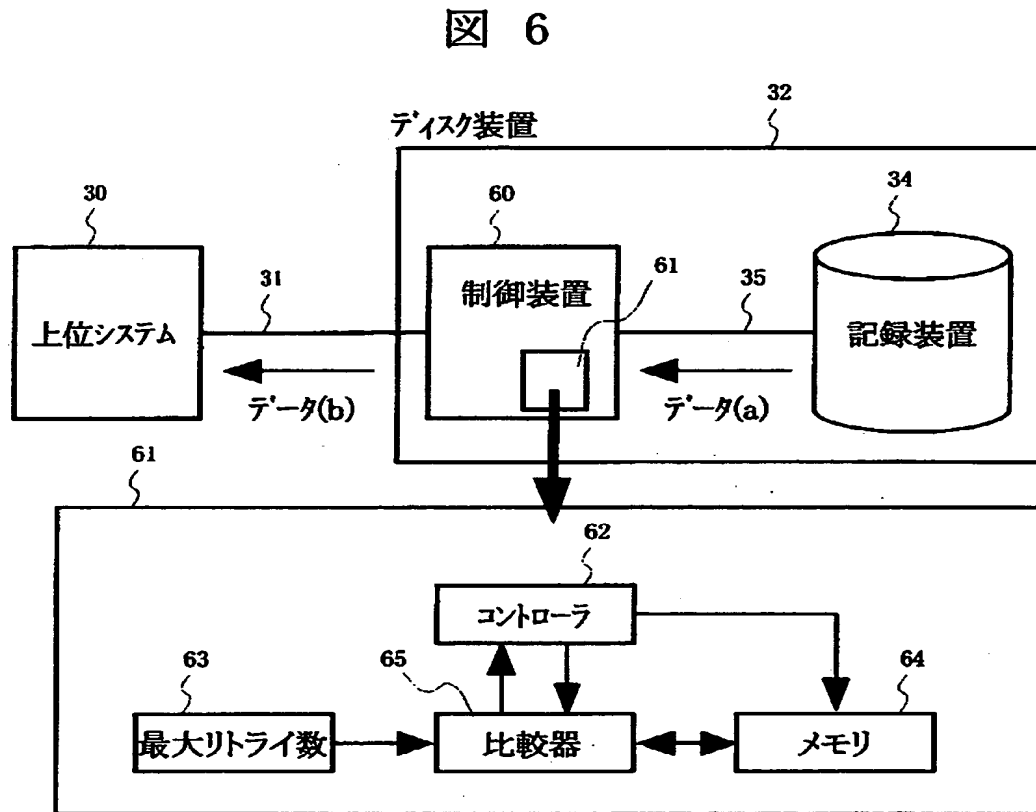 図 6
32
ディスク装置
30
60
34
61
31
制御装置
35
上位システム
記録装置
データ(b)
データ(a)
61
62
コントローラ
63
65
64
最大リトライ数
比較器
メモリ